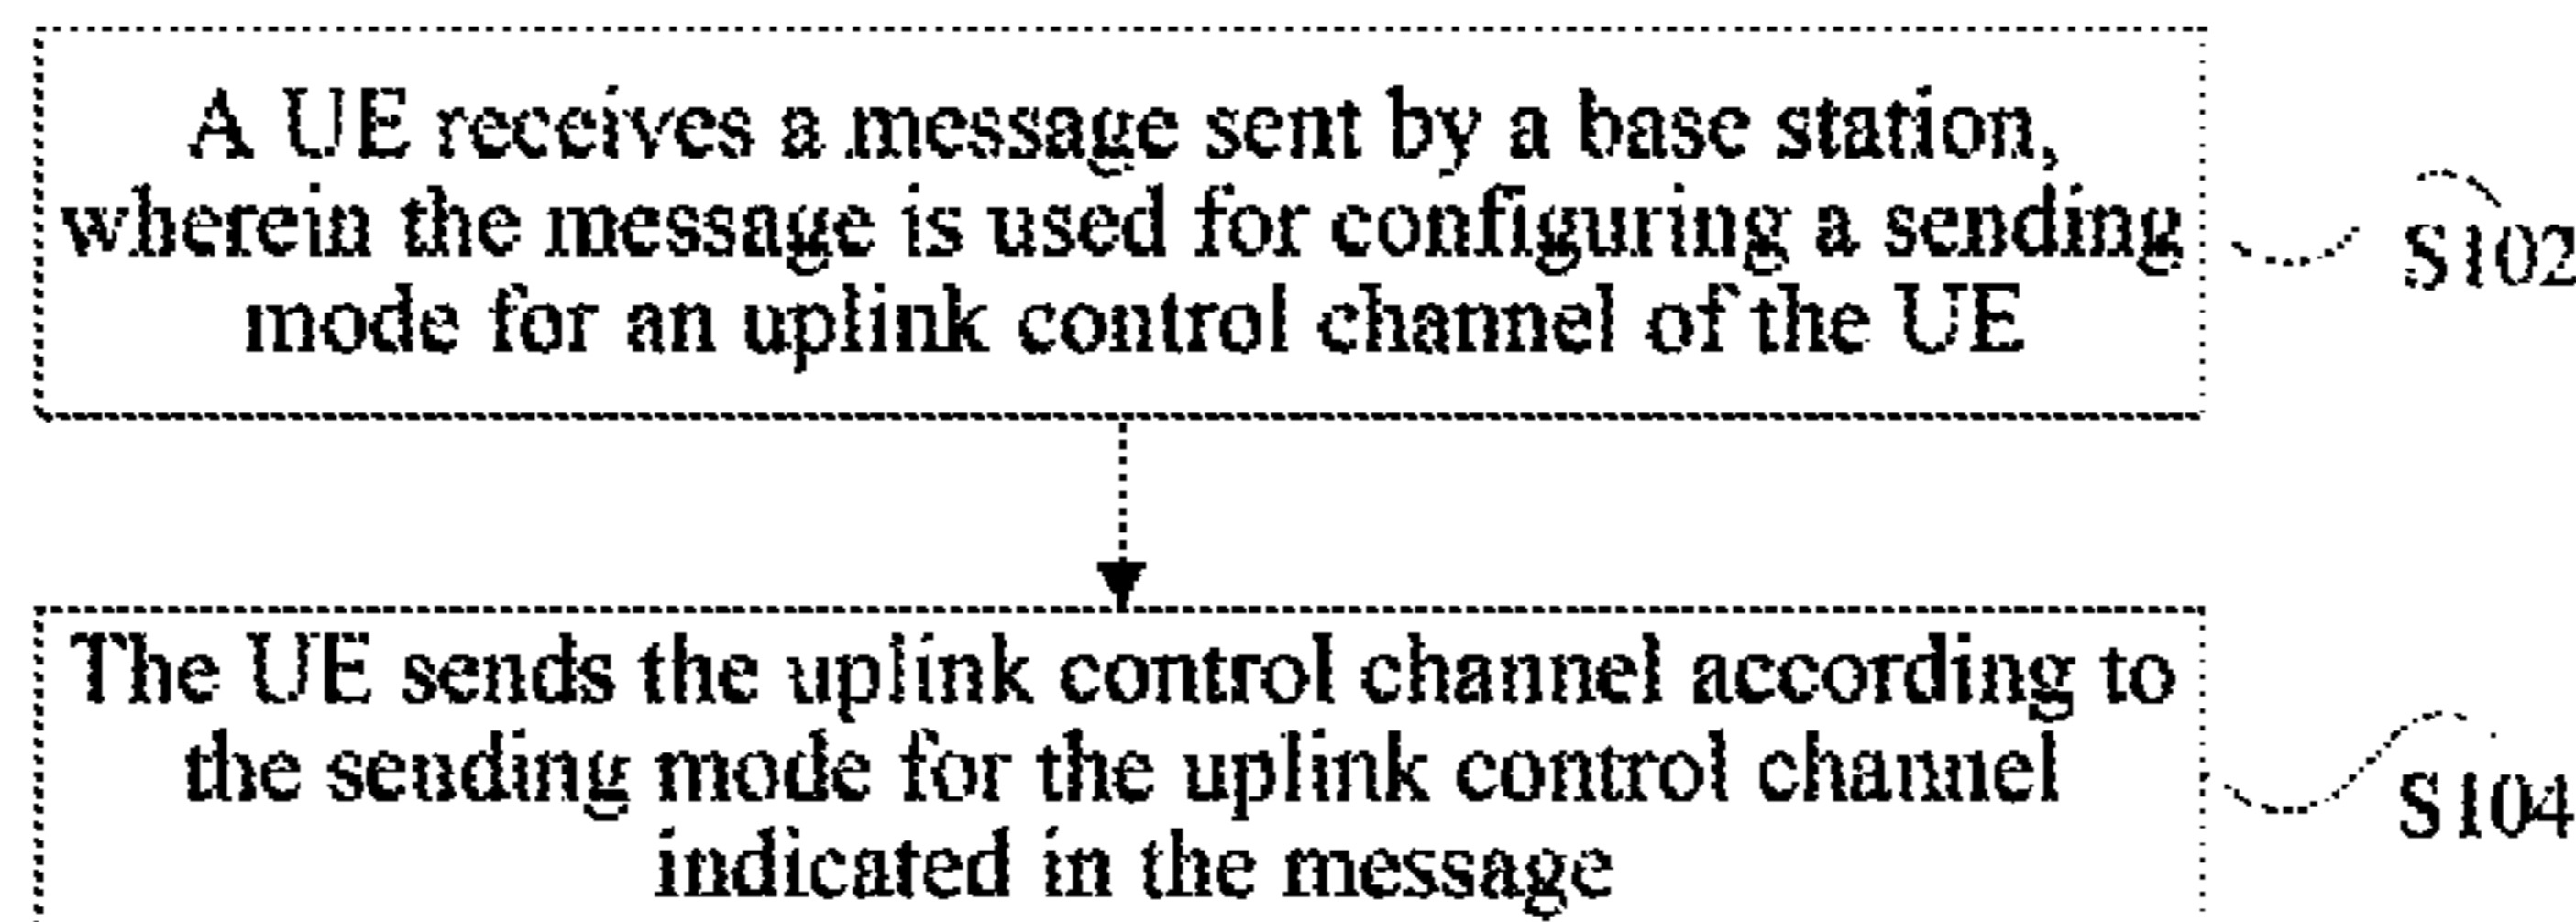 A UE receives a message sent by a base station,
wherein the message is used for configuring a sending
mode for an uplink control channel of the UE
S102
The UE sends the uplink control channel according to
the sending mode for the uplink control channel
indicated in the message
S104